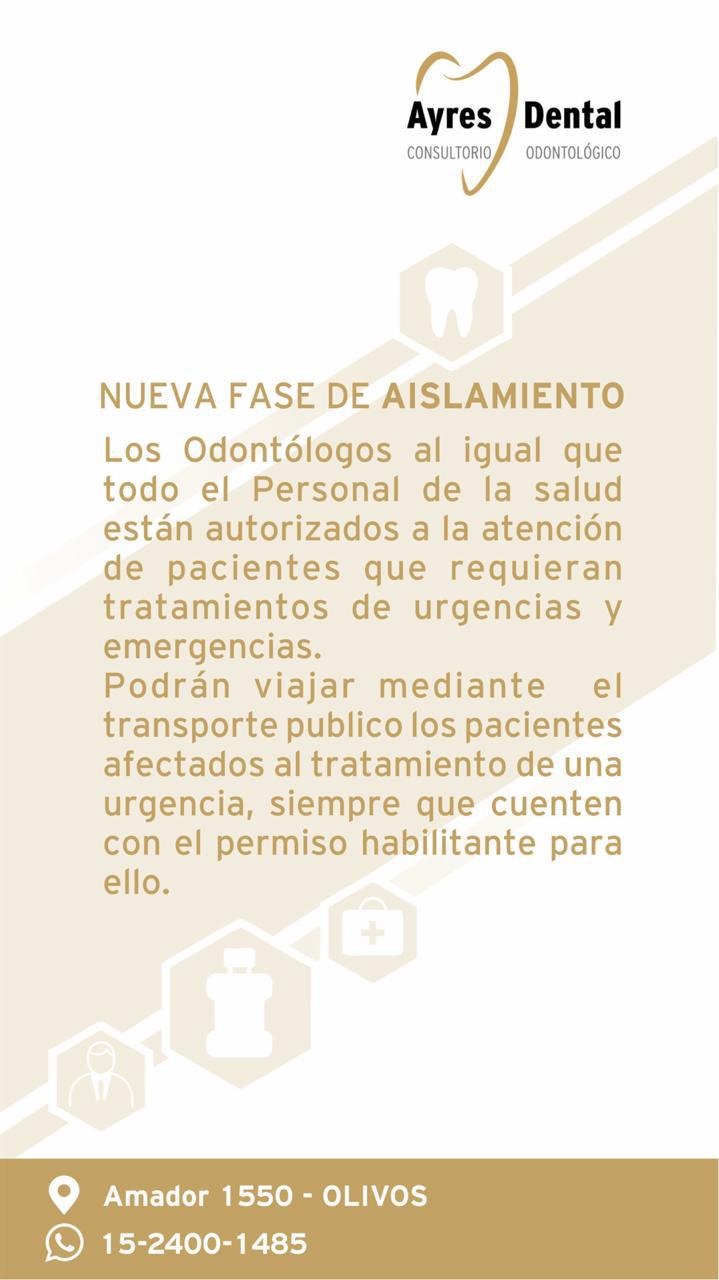 Ayres Dental
CONSULTORIO ODONTOLÓGICO
NUEVA FASE DE AISLAMIENTO
Los Odontólogos al igual que
todo el Personal de la salud
están autorizados a la atención
de pacientes que requieran
tratamientos de urgencias y
emergencias.
Podrán viajar mediante el
transporte publico los pacientes
afectados al tratamiento de una
urgencia, siempre que cuenten
con el permiso habilitante para
ello.
Amador 1550 - OLIVOS
15-2400-1485